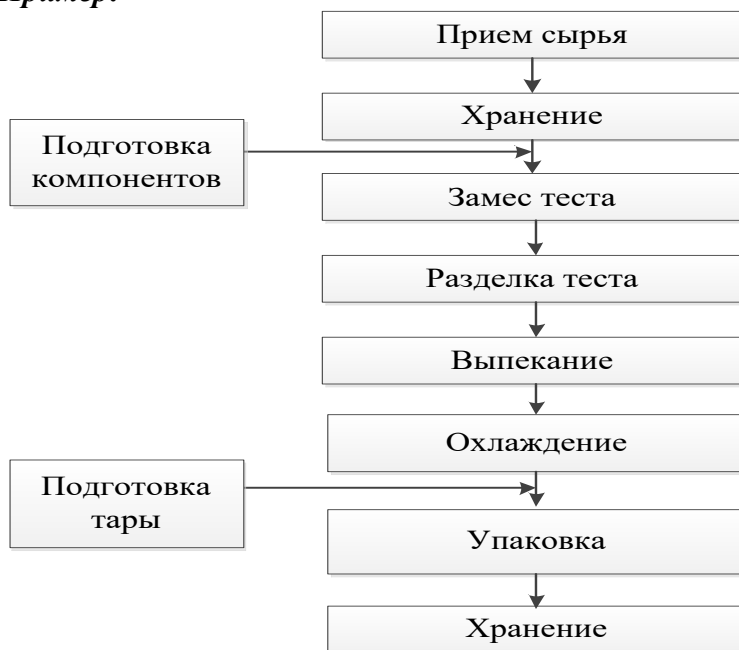 Пример:
Прием сырья
Хранение
Подготовка
компонентов
Замес теста
Разделка теста
Выпекание
Охлаждение
Подготовка
тары
Упаковка
Хранение